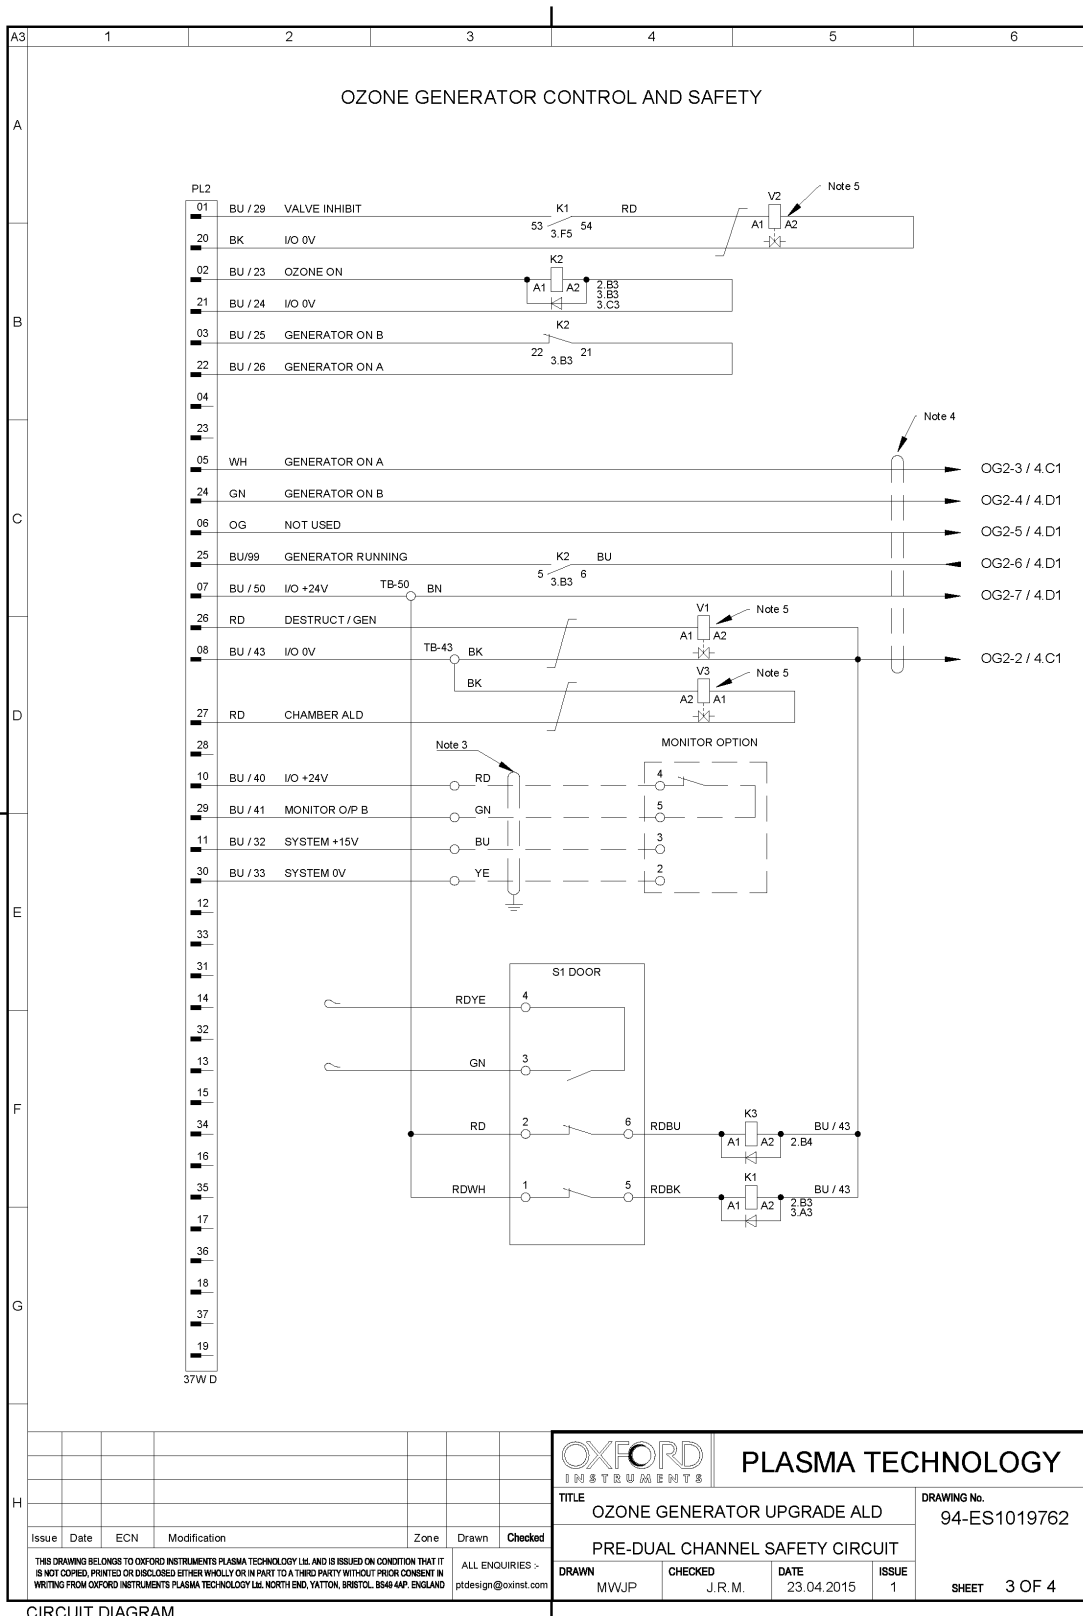 A3 1 2 3 4 5 6
OZONE GENERATOR CONTROL AND SAFETY
A
PL2
Note 5
V2
01 BU / 29 VALVE INHIBIT K1 RD
53 54 A1 A2
3.F5
20 BK I/O 0V
02 BU / 23 OZONE ON K2
A1 A2 2.B3
3.B3
3.C3
21 BU / 24 I/O 0V
B
03 BU / 25 GENERATOR ON B K2
22 21
3.B3
22 BU / 26 GENERATOR ON A
04
Note 4
23
05 WH GENERATOR ON A OG2-3 / 4.C1
24 GN GENERATOR ON B OG2-4 / 4.D1
C
06 OG NOT USED OG2-5 / 4.D1
25 BU/99 GENERATOR RUNNING K2 BU OG2-6 / 4.D1
5 6
3.B3
07 BU / 50 I/O +24V TB-50 BN OG2-7 / 4.D1
V1 Note 5
26 RD DESTRUCT / GEN
A1 A2
08 BU / 43 I/O 0V TB-43 BK OG2-2 / 4.C1
V3 Note 5
BK
A2 A1
27 RD CHAMBER ALD
D
28 Note 3 MONITOR OPTION
10 BU / 40 I/O +24V RD 4
29 BU / 41 MONITOR O/P B GN 5
11 BU / 32 SYSTEM +15V BU 3
30 BU / 33 SYSTEM 0V YE 2
12
E
33
31 S1 DOOR
14 RDYE 4
32
13 GN 3
15
F
34 RD 2 6 RDBU K3 BU / 43
A1 A2 2.B4
16
35 RDWH 1 5 RDBK K1 BU / 43
A1 A2 2.B3
3.A3
17
36
18
G
37
19
37W D
OXFORD
INSTRUMENTS
PLASMA TECHNOLOGY
H
TITLE
OZONE GENERATOR UPGRADE ALD
DRAWING No.
94-ES1019762
Issue Date ECN Modification Zone Drawn Checked
PRE-DUAL CHANNEL SAFETY CIRCUIT
THIS DRAWING BELONGS TO OXFORD INSTRUMENTS PLASMA TECHNOLOGY Ltd. AND IS ISSUED ON CONDITION THAT IT
IS NOT COPIED, PRINTED OR DISCLOSED EITHER WHOLLY OR IN PART TO A THIRD PARTY WITHOUT PRIOR CONSENT IN
WRITING FROM OXFORD INSTRUMENTS PLASMA TECHNOLOGY Ltd. NORTH END, YATTON, BRISTOL. BS49 4AP. ENGLAND
ALL ENQUIRIES :-
ptdesign@oxinst.com
DRAWN
MWJP
CHECKED
J.R.M.
DATE
23.04.2015
ISSUE
1
SHEET 3 OF 4
CIRCUIT DIAGRAM